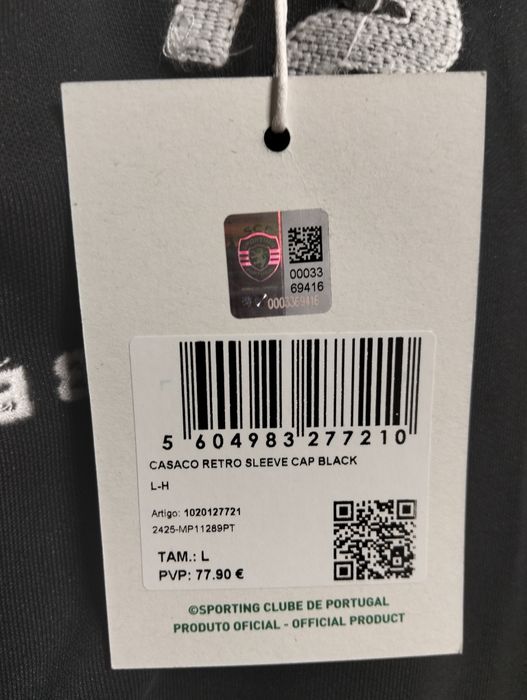 SPORTING
00033
69416
0003369416
5 604983 277210
CASACO RETRO SLEEVE CAP BLACK
L-H
Artigo: 1020127721
2425-MP11289PT
TAM.: L
PVP: 77.90 €
©SPORTING CLUBE DE PORTUGAL
PRODUTO OFICIAL - OFFICIAL PRODUCT